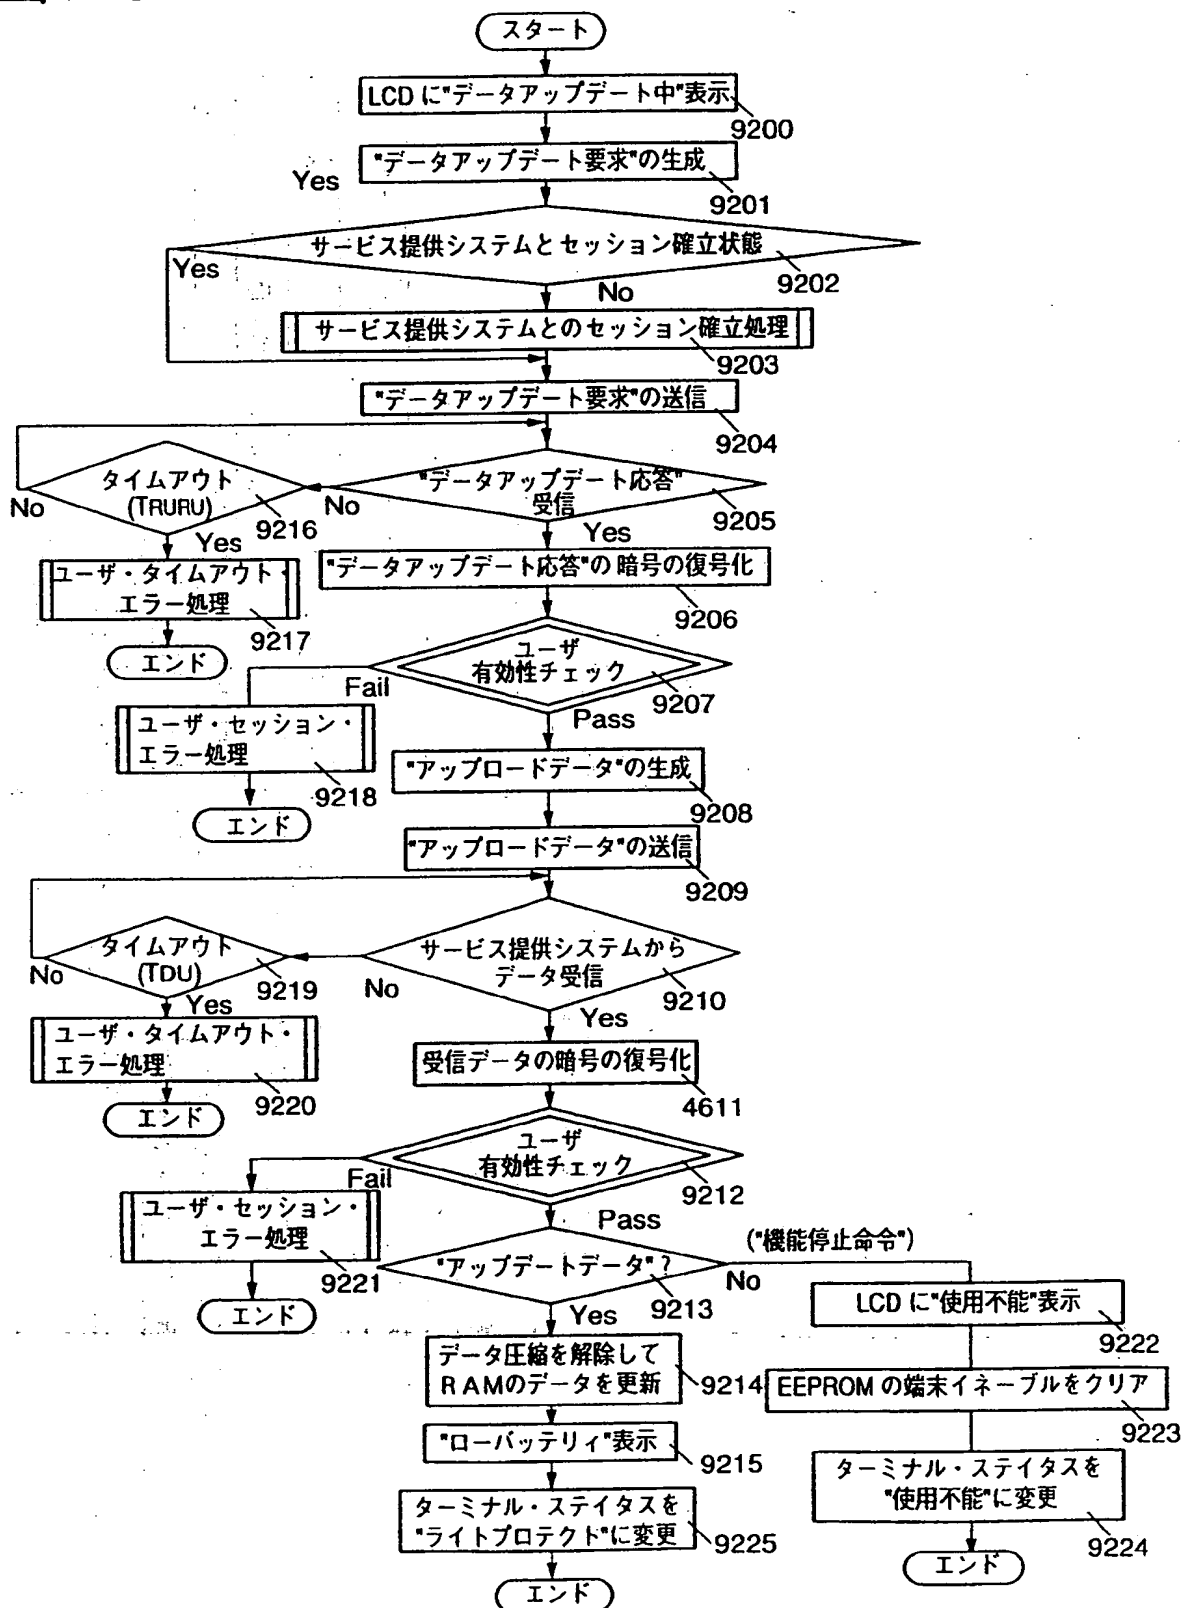 スタート
LCDに"データアップデート中"表示
9200
"データアップデート要求"の生成
Yes
9201
サービス提供システムとセッション確立状態
Yes
9202
No
サービス提供システムとのセッション確立処理
9203
"データアップデート要求"の送信
9204
タイムアウト
(TRURU)
"データアップデート応答"
受信
No
9216
No
9205
Yes
Yes
ユーザ・タイムアウト・
エラー処理
"データアップデート応答"の暗号の復号化
9217
9206
エンド
ユーザ
有効性チェック
Fail
9207
Pass
ユーザ・セッション・
エラー処理
9218
"アップロードデータ"の生成
9208
エンド
"アップロードデータ"の送信
9209
タイムアウト
(TDU)
サービス提供システムから
データ受信
No
9219
No
9210
Yes
Yes
ユーザ・タイムアウト・
エラー処理
受信データの暗号の復号化
9220
4611
エンド
ユーザ
有効性チェック
Fail
9212
Pass
ユーザ・セッション・
エラー処理
("機能停止命令")
"アップデートデータ"?
9221
9213
No
エンド
Yes
LCDに"使用不能"表示
9222
データ圧縮を解除して
RAMのデータを更新
9214
EEPROMの端末イネーブルをクリア
9223
"ローバッテリィ"表示
9215
ターミナル・ステイタスを
"使用不能"に変更
9224
ターミナル・ステイタスを
"ライトプロテクト"に変更
9225
エンド
エンド